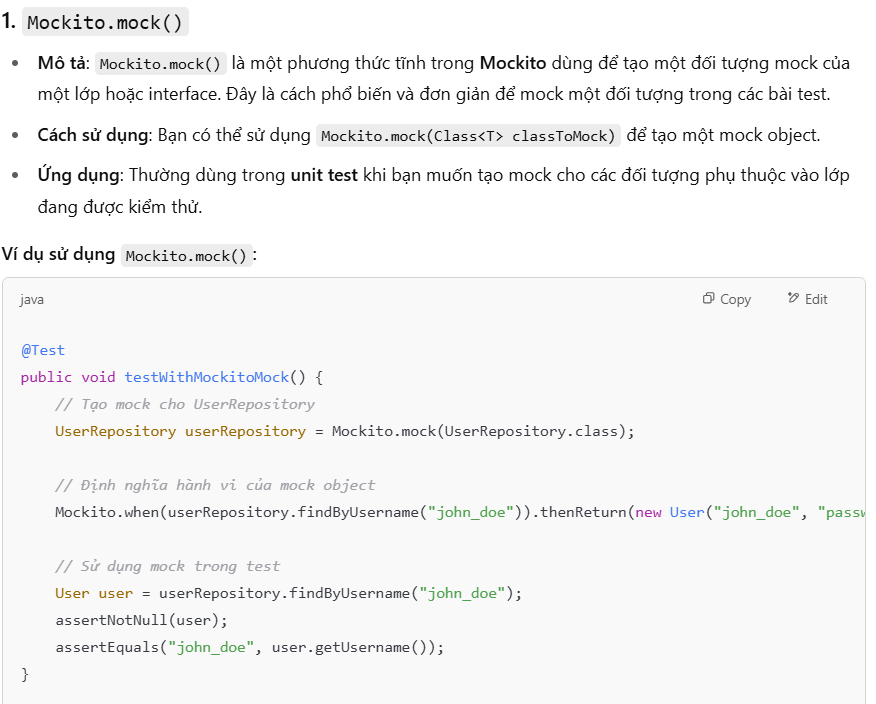 1. Mockito.mock()
• Mô tả: Mockito.mock() là một phương thức tĩnh trong Mockito dùng để tạo một đối tượng mock của
một lớp hoặc interface. Đây là cách phổ biến và đơn giản để mock một đối tượng trong các bài test.
• Cách sử dụng: Bạn có thể sử dụng Mockito.mock(Class<T> classToMock) để tạo một mock object.
• Ứng dụng: Thường dùng trong unit test khi bạn muốn tạo mock cho các đối tượng phụ thuộc vào lớp
đang được kiểm thử.
Ví dụ sử dụng Mockito.mock():
java Copy Edit
@Test
public void testWithMockitoMock() {
    // Tạo mock cho UserRepository
    UserRepository userRepository = Mockito.mock(UserRepository.class);
    // Định nghĩa hành vi của mock object
    Mockito.when(userRepository.findByUsername("john_doe")).thenReturn(new User("john_doe", "passw
    // Sử dụng mock trong test
    User user = userRepository.findByUsername("john_doe");
    assertNotNull(user);
    assertEquals("john_doe", user.getUsername());
}